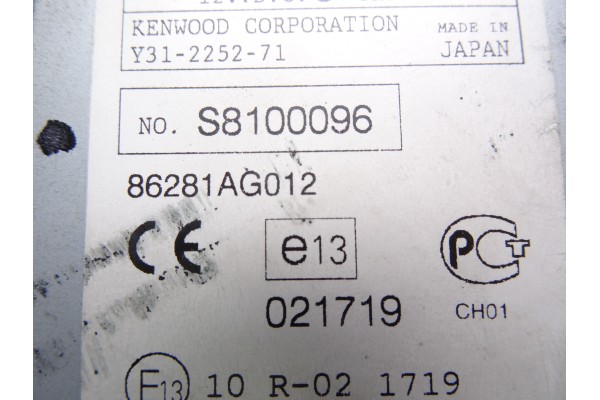 KENWOOD CORPORATION MADE IN
Y31-2252-71 JAPAN
NO. S8100096
86281AG012
CE e13 PCT
021719 CH01
E13 10 R-02 1719